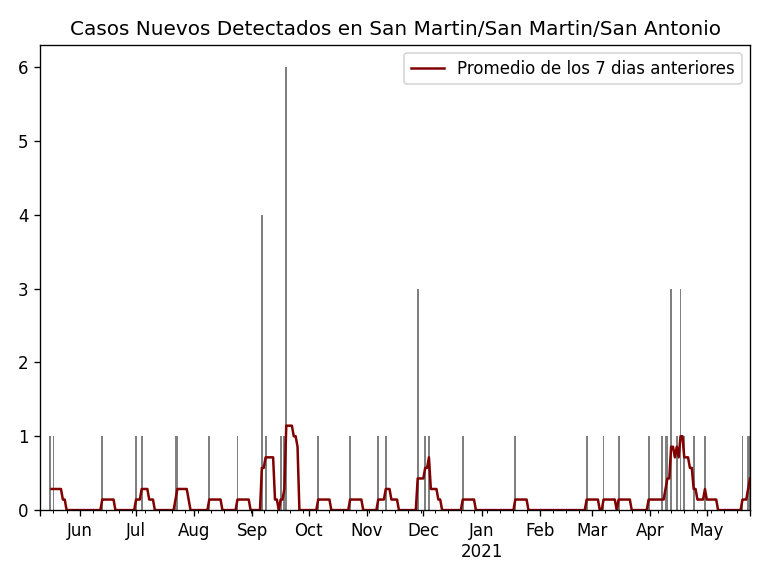 Casos Nuevos Detectados en San Martin/San Martin/San Antonio
Promedio de los 7 dias anteriores
6
5
4
3
2
1
0
Jun Jul Aug Sep Oct Nov Dec Jan Feb Mar Apr May
2021